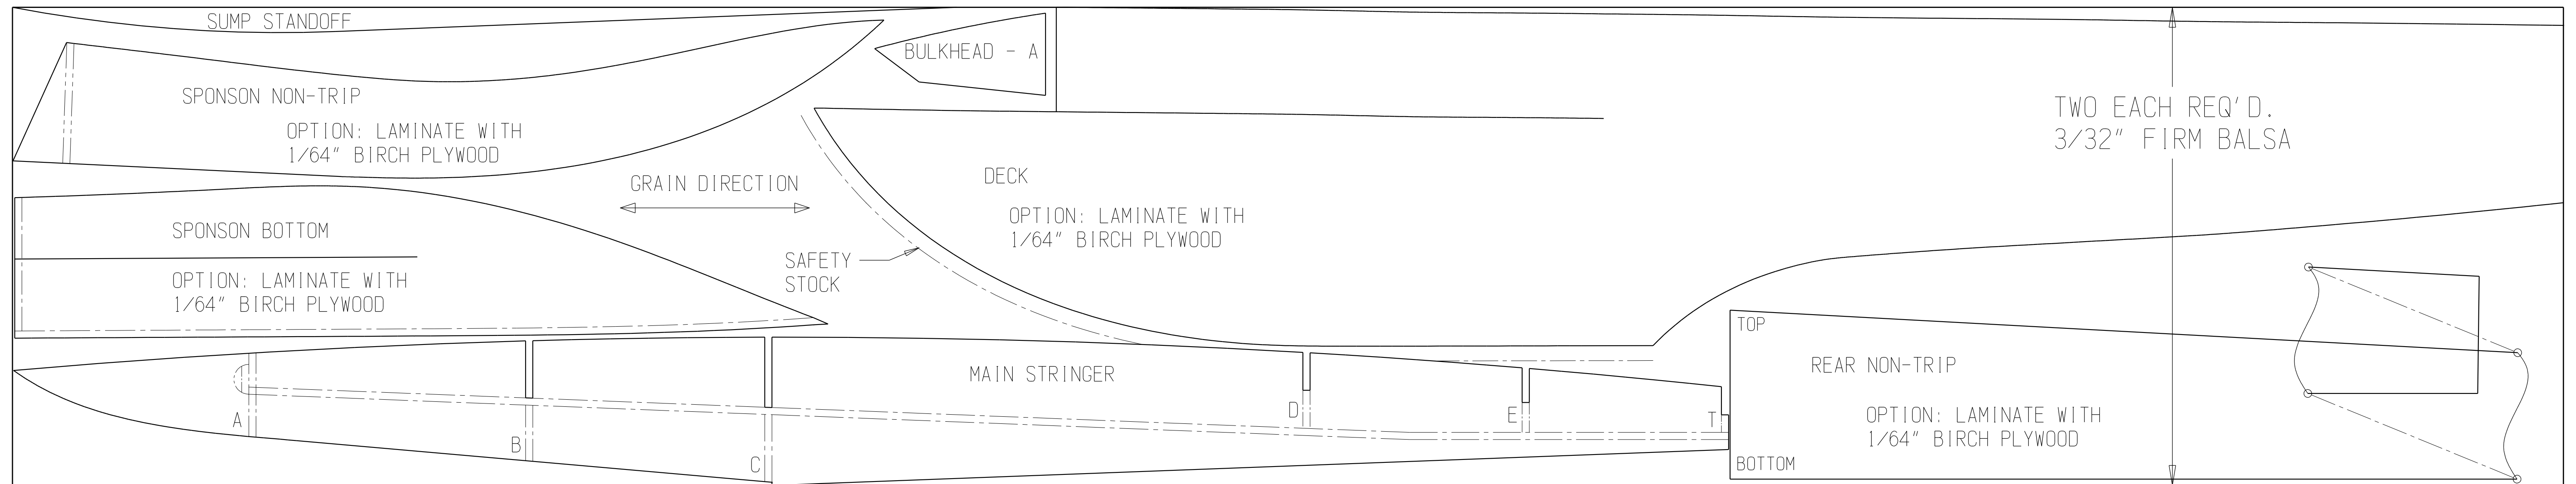 SUMP STANDOFF
BULKHEAD - A
SPONSON NON-TRIP
OPTION: LAMINATE WITH
1/64" BIRCH PLYWOOD
TWO EACH REQ'D.
3/32" FIRM BALSA
GRAIN DIRECTION
DECK
OPTION: LAMINATE WITH
1/64" BIRCH PLYWOOD
SPONSON BOTTOM
OPTION: LAMINATE WITH
1/64" BIRCH PLYWOOD
SAFETY
STOCK
MAIN STRINGER
A
B
C
D
E
T
TOP
REAR NON-TRIP
OPTION: LAMINATE WITH
1/64" BIRCH PLYWOOD
BOTTOM